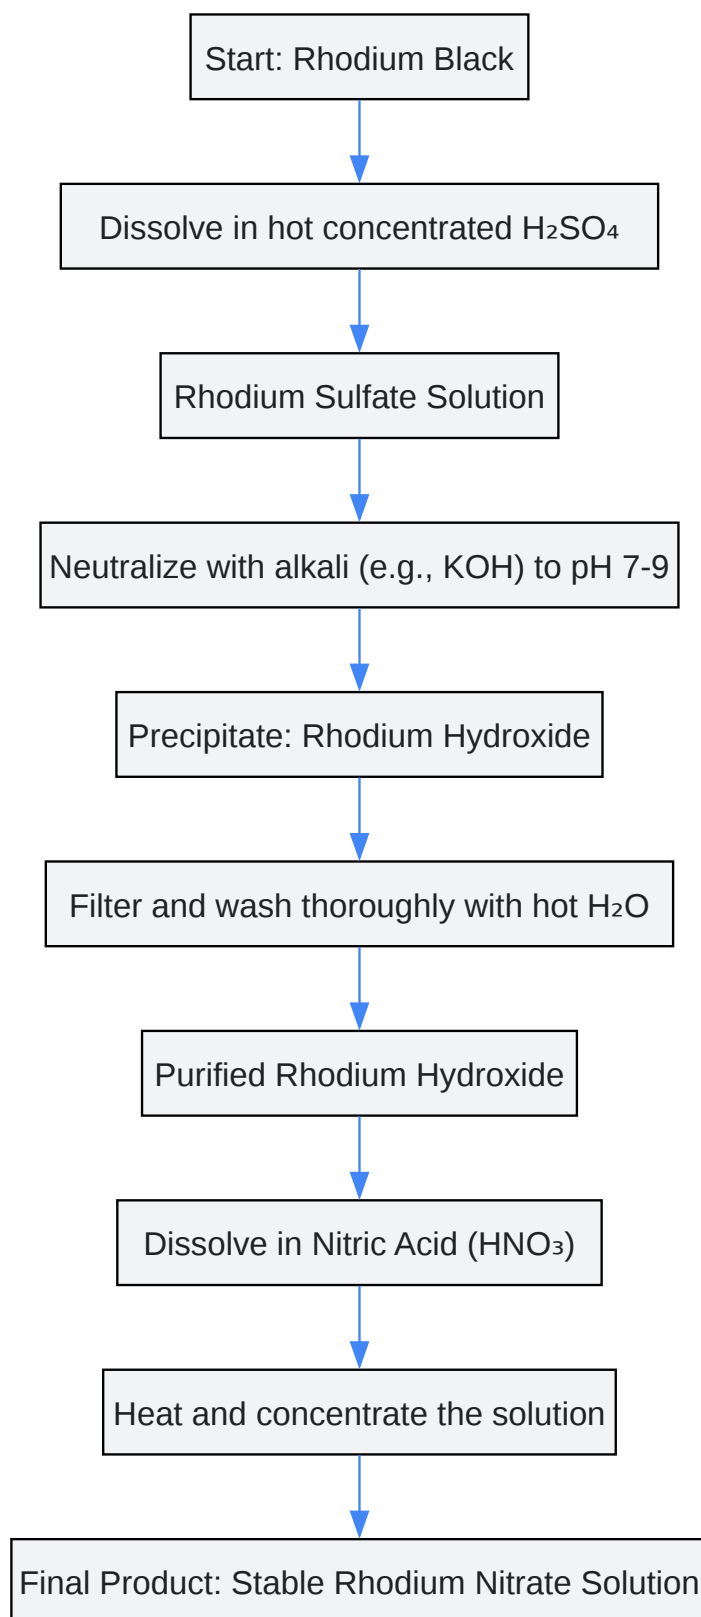 Start: Rhodium Black
Dissolve in hot concentrated H₂SO₄
Rhodium Sulfate Solution
Neutralize with alkali (e.g., KOH) to pH 7-9
Precipitate: Rhodium Hydroxide
Filter and wash thoroughly with hot H₂O
Purified Rhodium Hydroxide
Dissolve in Nitric Acid (HNO₃)
Heat and concentrate the solution
Final Product: Stable Rhodium Nitrate Solution